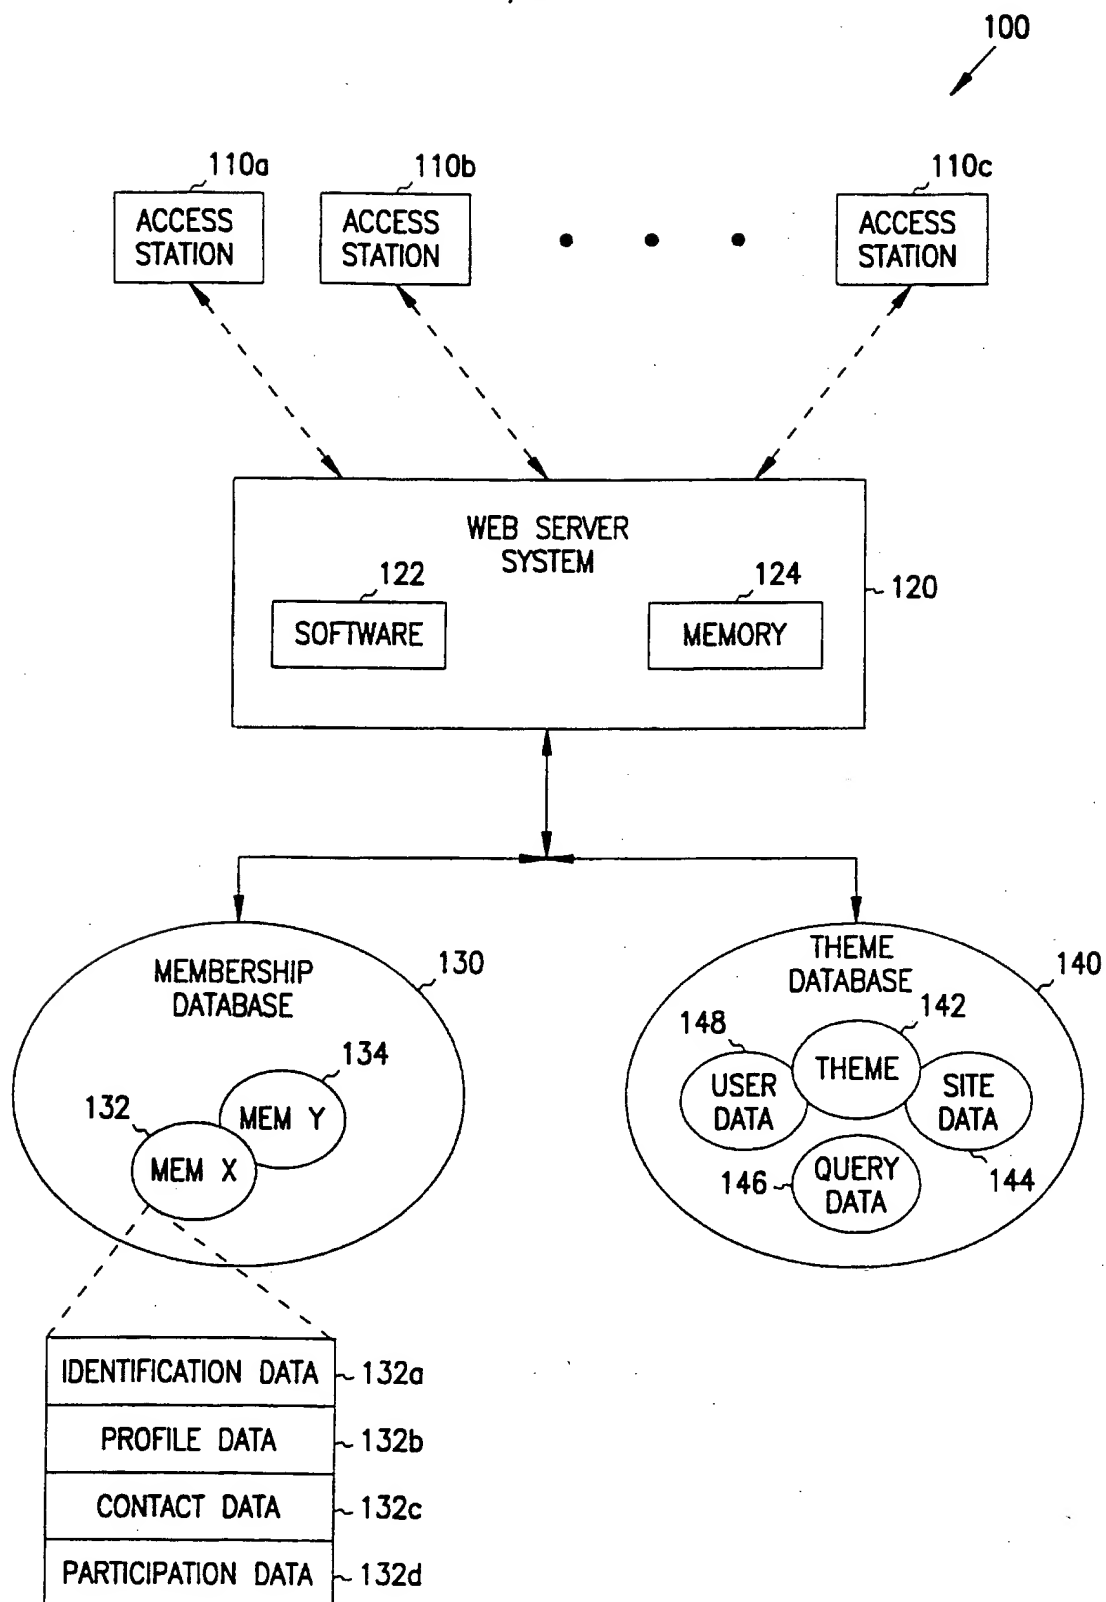 100
110a
110b
110c
ACCESS
STATION
ACCESS
STATION
ACCESS
STATION
WEB SERVER
SYSTEM
122
124
120
SOFTWARE
MEMORY
MEMBERSHIP
DATABASE
130
134
132
MEM Y
MEM X
THEME
DATABASE
140
142
148
THEME
USER
DATA
SITE
DATA
146
QUERY
DATA
144
IDENTIFICATION DATA
132a
PROFILE DATA
132b
CONTACT DATA
132c
PARTICIPATION DATA
132d